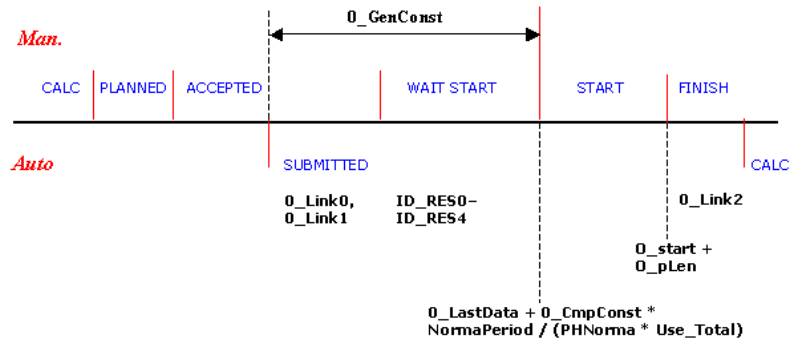 O_GenConst
Man.
CALC PLANNED ACCEPTED WAIT START START FINISH
Auto SUBMITTED CALC
O_Link0, ID_RES0- O_Link2
O_Link1 ID_RES4
O_start +
O_pLen
O_LastData + O_CmpConst *
NormaPeriod / (PHNorma * Use_Total)